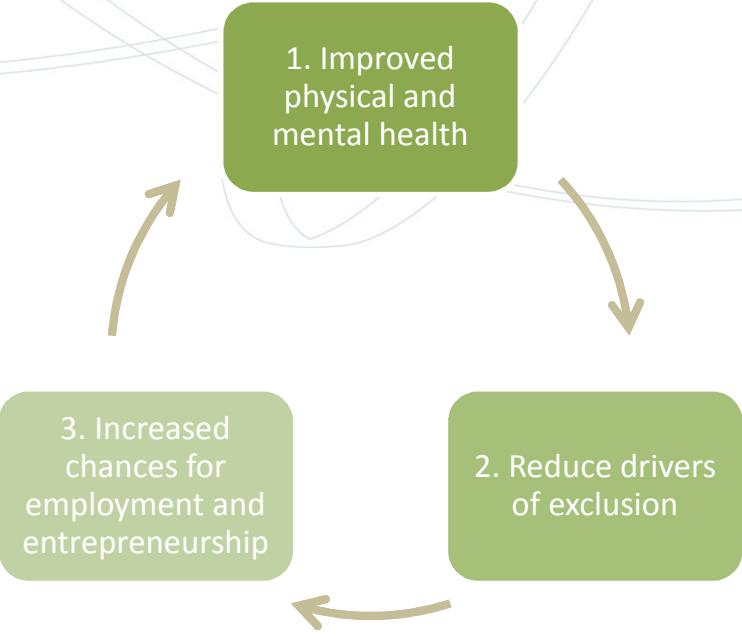 1. Improved
physical and
mental health
2. Reduce drivers
of exclusion
3. Increased
chances for
employment and
entrepreneurship